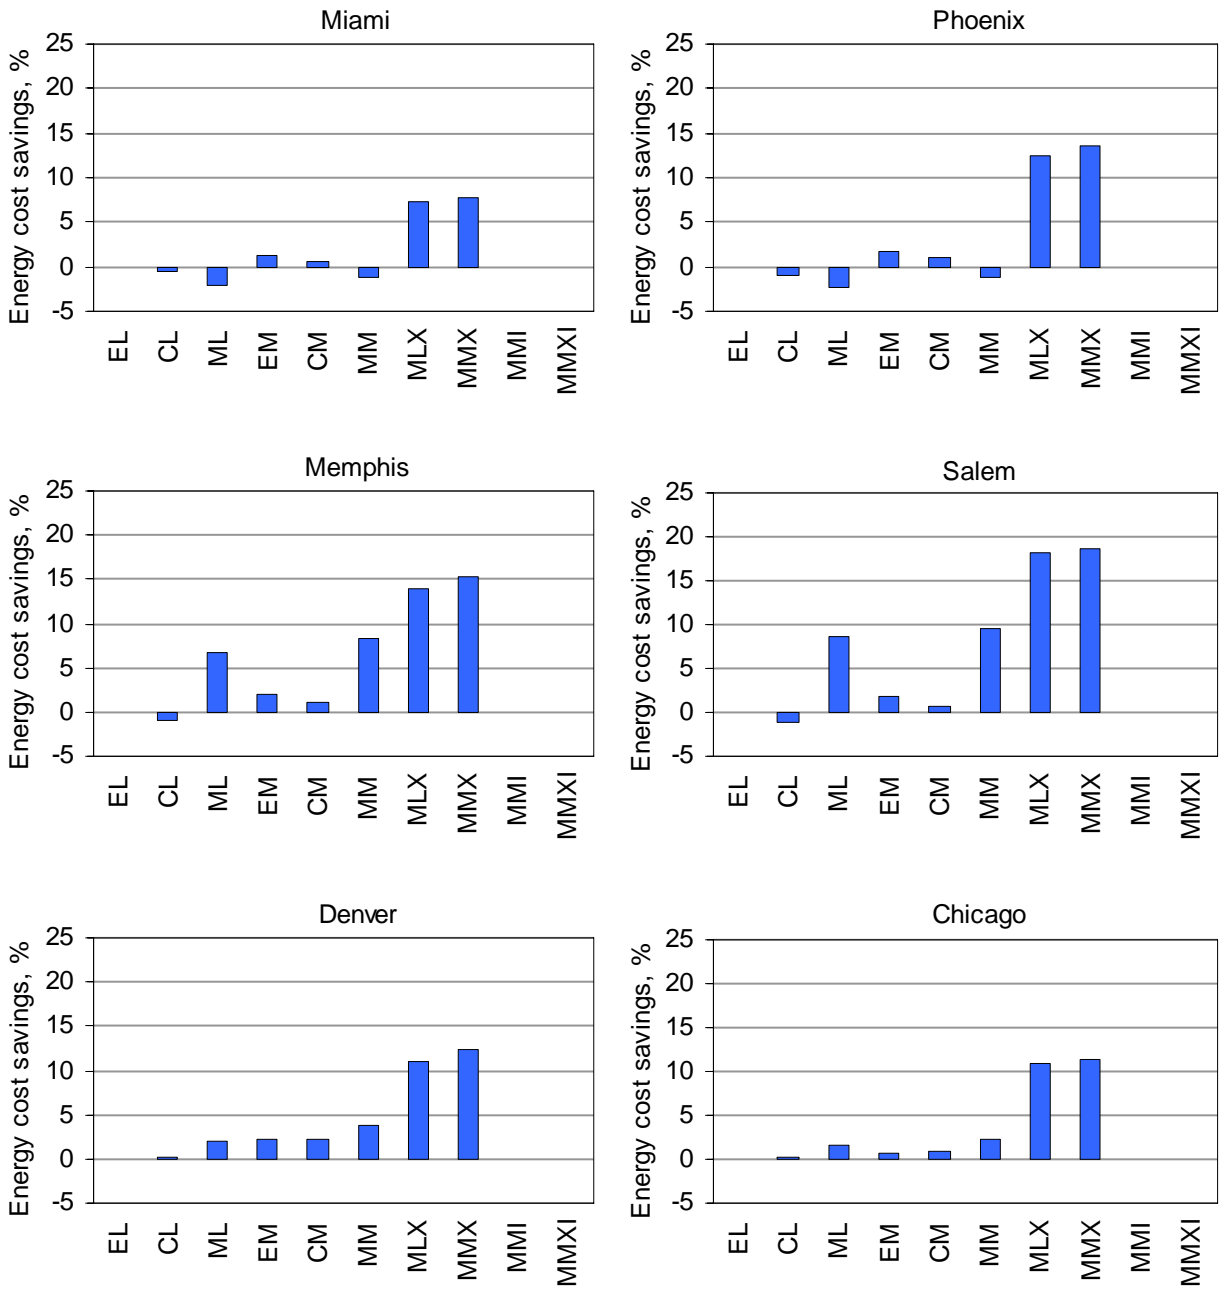 Miami
Energy cost savings, %
25
20
15
10
5
0
-5
EL
CL
ML
EM
CM
MM
MLX
MMX
MMI
MMXI
Phoenix
Energy cost savings, %
25
20
15
10
5
0
-5
EL
CL
ML
EM
CM
MM
MLX
MMX
MMI
MMXI
Memphis
Energy cost savings, %
25
20
15
10
5
0
-5
EL
CL
ML
EM
CM
MM
MLX
MMX
MMI
MMXI
Salem
Energy cost savings, %
25
20
15
10
5
0
-5
EL
CL
ML
EM
CM
MM
MLX
MMX
MMI
MMXI
Denver
Energy cost savings, %
25
20
15
10
5
0
-5
EL
CL
ML
EM
CM
MM
MLX
MMX
MMI
MMXI
Chicago
Energy cost savings, %
25
20
15
10
5
0
-5
EL
CL
ML
EM
CM
MM
MLX
MMX
MMI
MMXI